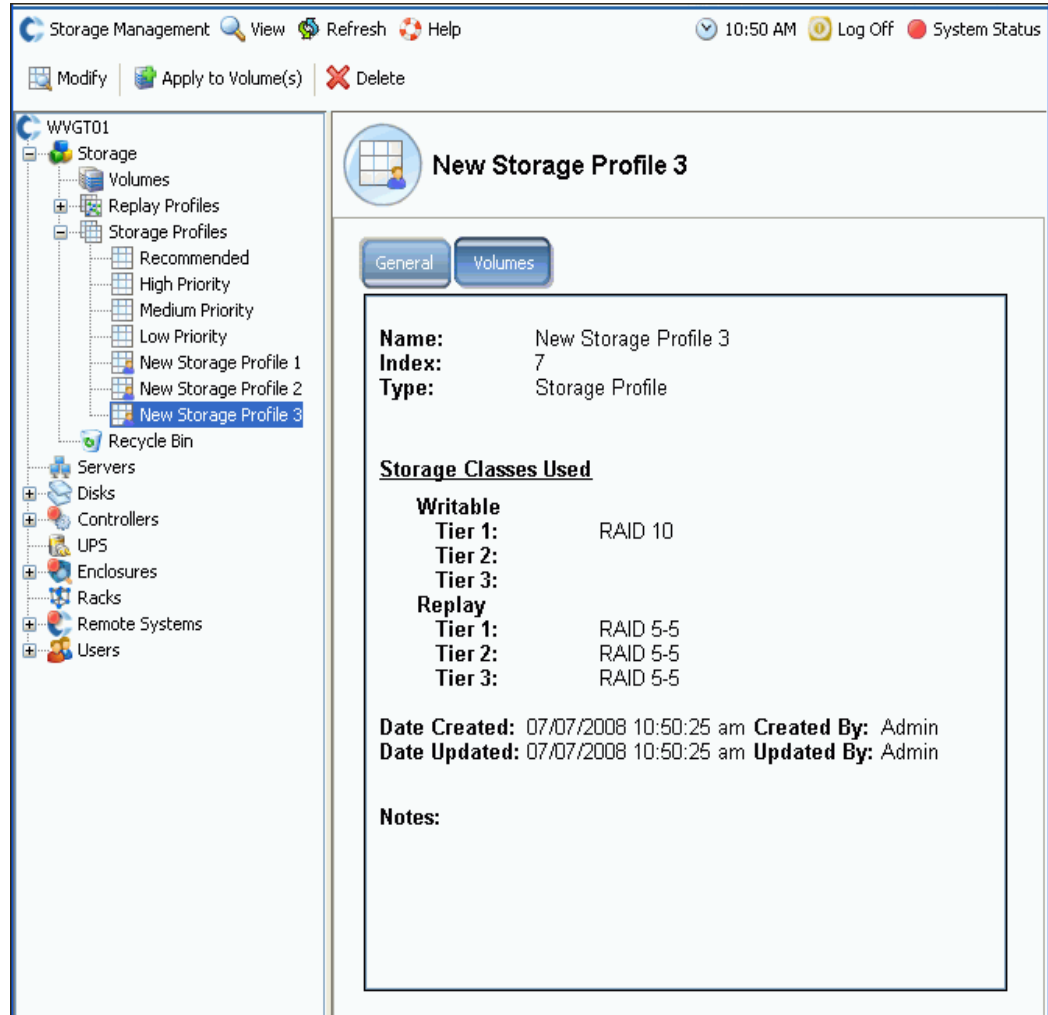 Storage Management View Refresh Help 10:50 AM Log Off System Status
Modify Apply to Volume(s) Delete
WVGT01
Storage
Volumes
Replay Profiles
Storage Profiles
Recommended
High Priority
Medium Priority
Low Priority
New Storage Profile 1
New Storage Profile 2
New Storage Profile 3
Recycle Bin
Servers
Disks
Controllers
UPS
Enclosures
Racks
Remote Systems
Users
New Storage Profile 3
General Volumes
Name: New Storage Profile 3
Index: 7
Type: Storage Profile
Storage Classes Used
Writable
Tier 1: RAID 10
Tier 2:
Tier 3:
Replay
Tier 1: RAID 5-5
Tier 2: RAID 5-5
Tier 3: RAID 5-5
Date Created: 07/07/2008 10:50:25 am Created By: Admin
Date Updated: 07/07/2008 10:50:25 am Updated By: Admin
Notes: